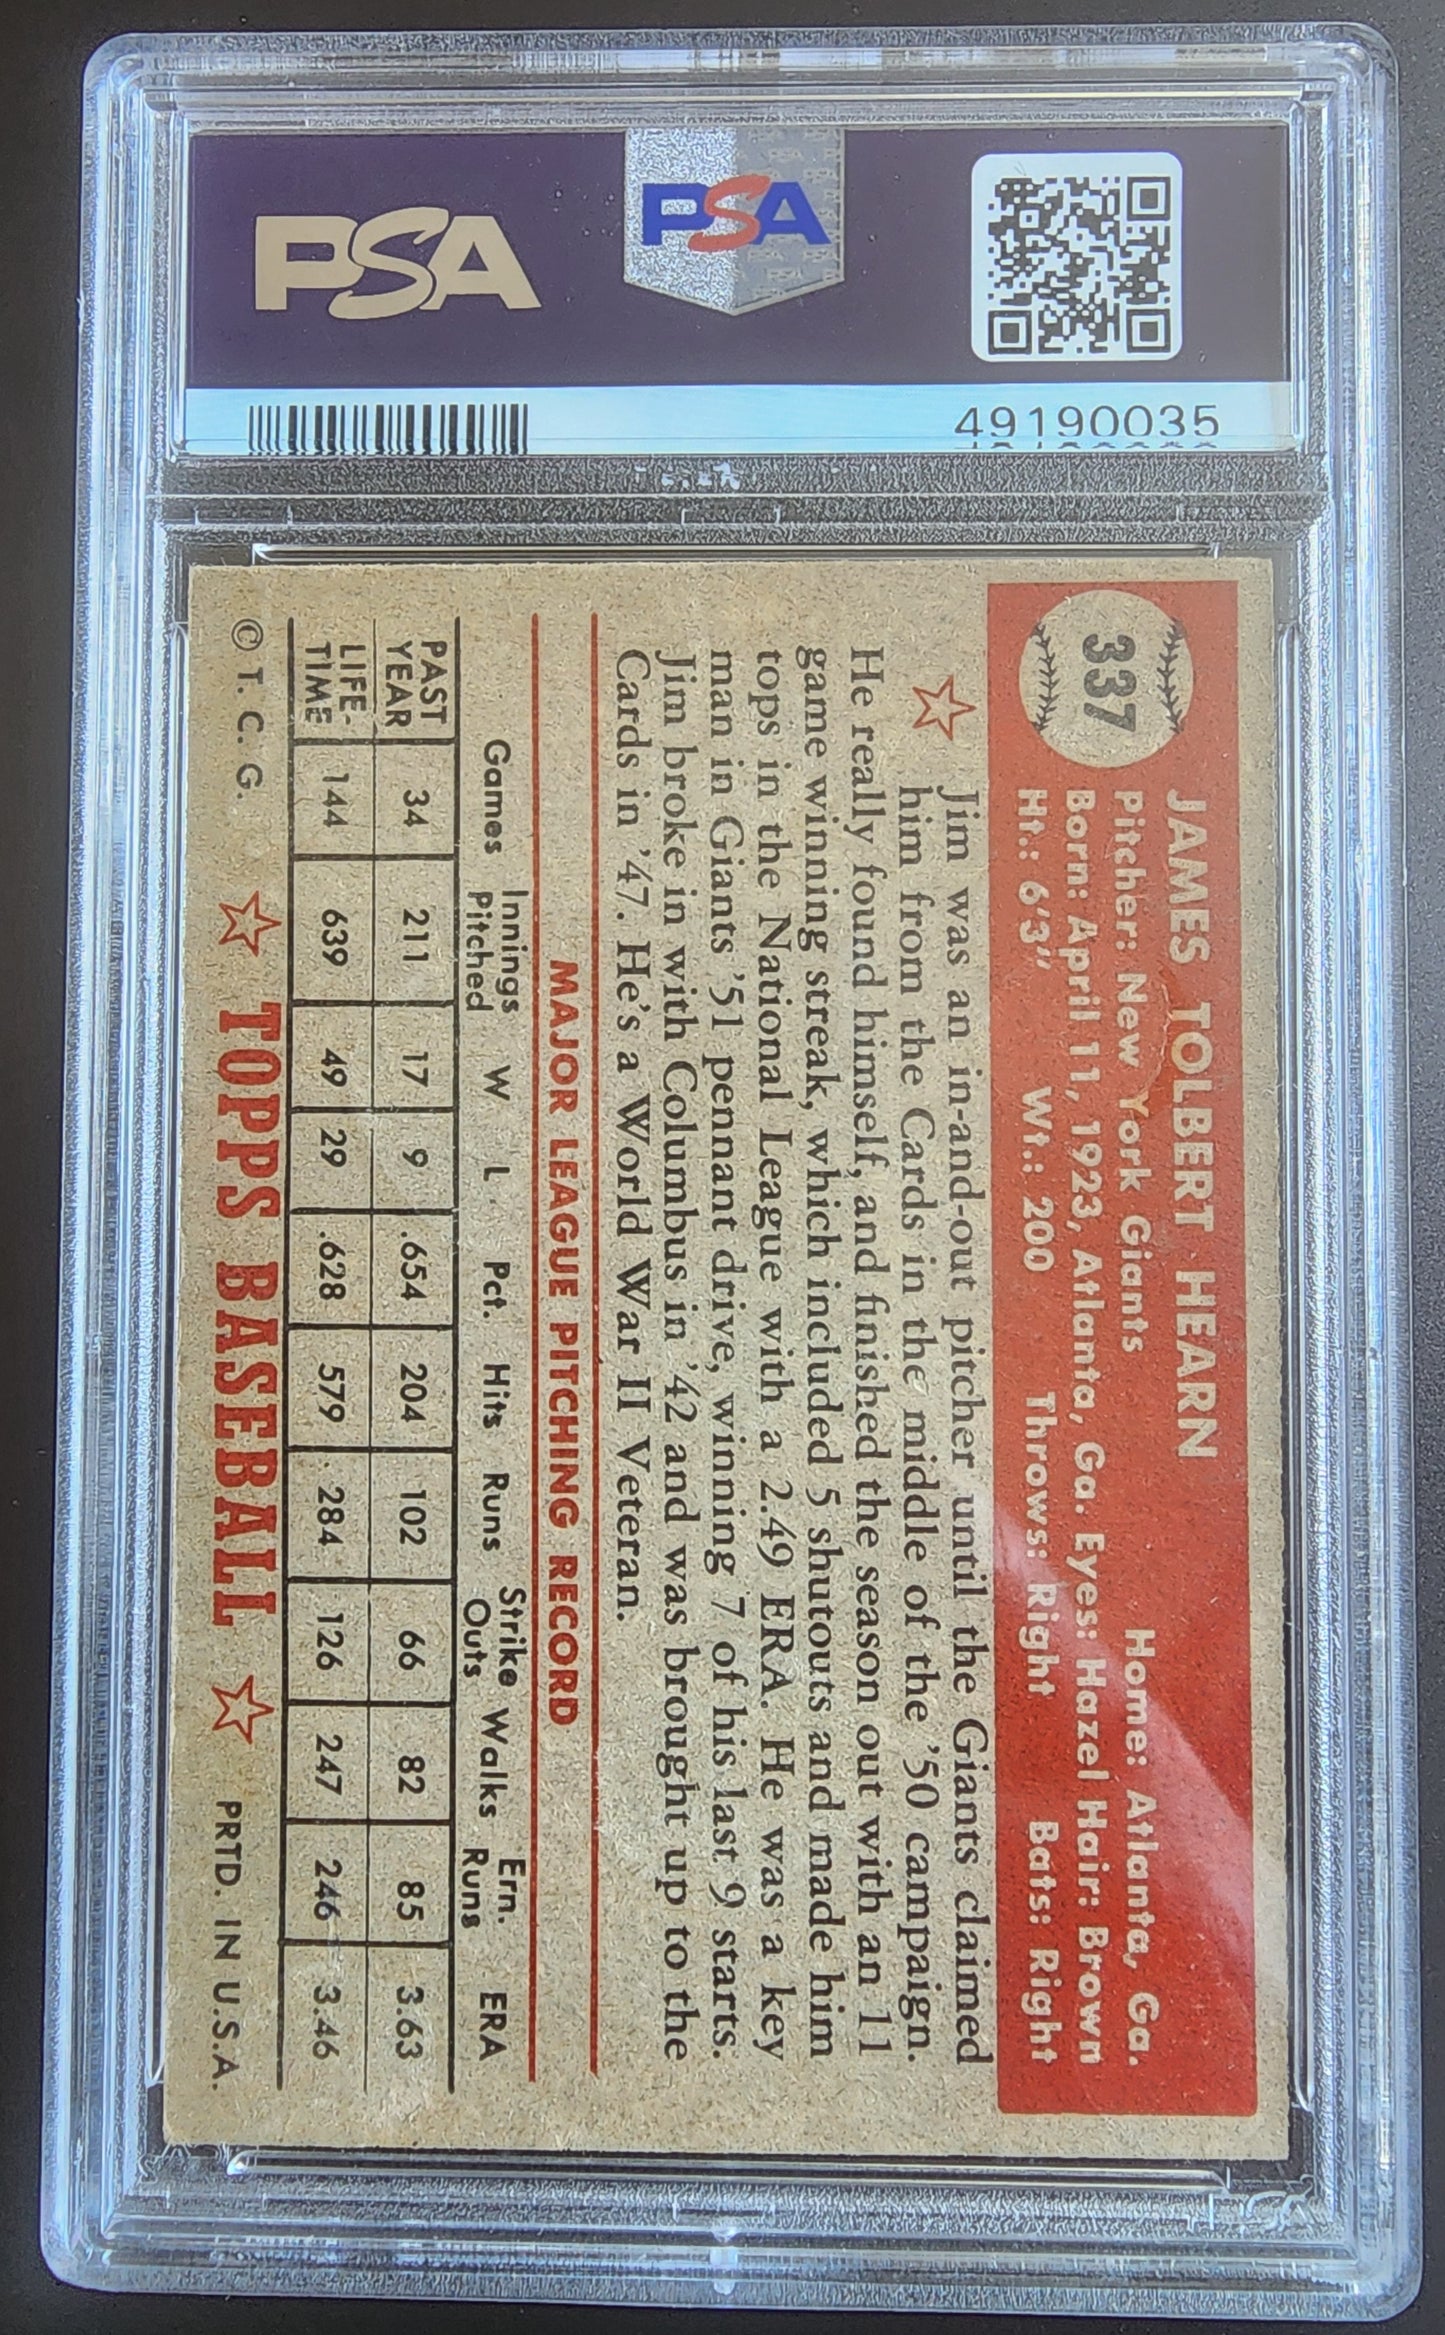 PSA
PSA
49190035
337
JAMES TOLBERT HEARN
Pitcher: New York Giants Home: Atlanta, Ga.
Born: April 11, 1923, Atlanta, Ga. Eyes: Hazel Hair: Brown
Ht.: 6'3" Wt.: 200 Throws: Right Bats: Right
Jim was an in-and-out pitcher until the Giants claimed
him from the Cards in the middle of the '50 campaign.
He really found himself, and finished the season out with an 11
game winning streak, which included 5 shutouts and made him
tops in the National League with a 2.49 ERA. He was a key
man in Giants '51 pennant drive, winning 7 of his last 9 starts.
Jim broke in with Columbus in '42 and was brought up to the
Cards in '47. He's a World War II Veteran.
MAJOR LEAGUE PITCHING RECORD
Games Innings Pitched W L Pct. Hits Runs Strike Outs Walks Ern. Runs ERA
PAST YEAR 34 211 17 9 .654 204 102 66 82 85 3.63
LIFE-TIME 144 639 49 29 .628 579 284 126 247 246 3.46
© T. C. G. TOPPS BASEBALL PRTD. IN U.S.A.